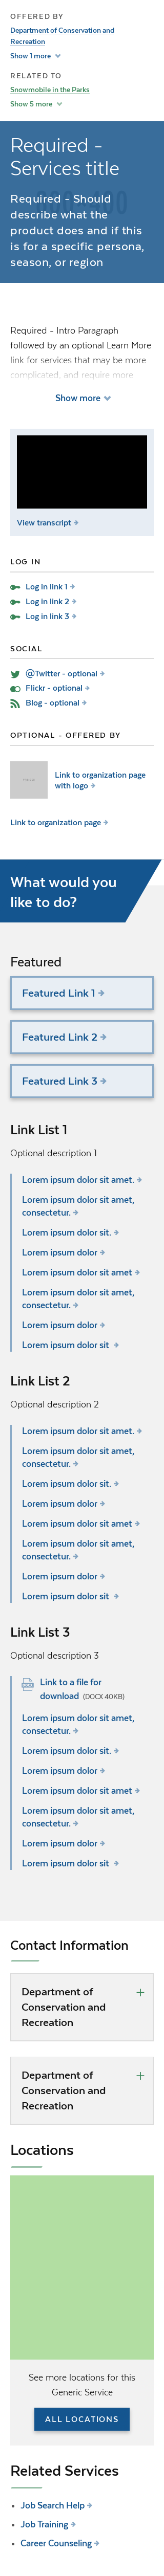 OFFERED BY
Department of Conservation and
Recreation
Show 1 more
RELATED TO
Snowmobile in the Parks
Show 5 more
Required -
Services title
Required - Should
describe what the
product does and if this
is for a specific persona,
season, or region
Required - Intro Paragraph
followed by an optional Learn More
link for services that may be more
complicated, and require more
Show more
View transcript
LOG IN
Log in link 1
Log in link 2
Log in link 3
SOCIAL
@Twitter - optional
Flickr - optional
Blog - optional
OPTIONAL - OFFERED BY
Link to organization page
with logo
Link to organization page
What would you
like to do?
Featured
Featured Link 1
Featured Link 2
Featured Link 3
Link List 1
Optional description 1
Lorem ipsum dolor sit amet.
Lorem ipsum dolor sit amet,
consectetur.
Lorem ipsum dolor sit.
Lorem ipsum dolor
Lorem ipsum dolor sit amet
Lorem ipsum dolor sit amet,
consectetur.
Lorem ipsum dolor
Lorem ipsum dolor sit
Link List 2
Optional description 2
Lorem ipsum dolor sit amet.
Lorem ipsum dolor sit amet,
consectetur.
Lorem ipsum dolor sit.
Lorem ipsum dolor
Lorem ipsum dolor sit amet
Lorem ipsum dolor sit amet,
consectetur.
Lorem ipsum dolor
Lorem ipsum dolor sit
Link List 3
Optional description 3
Link to a file for
download (DOCX 40KB)
Lorem ipsum dolor sit amet,
consectetur.
Lorem ipsum dolor sit.
Lorem ipsum dolor
Lorem ipsum dolor sit amet
Lorem ipsum dolor sit amet,
consectetur.
Lorem ipsum dolor
Lorem ipsum dolor sit
Contact Information
Department of
Conservation and
Recreation
Department of
Conservation and
Recreation
Locations
See more locations for this
Generic Service
ALL LOCATIONS
Related Services
Job Search Help
Job Training
Career Counseling